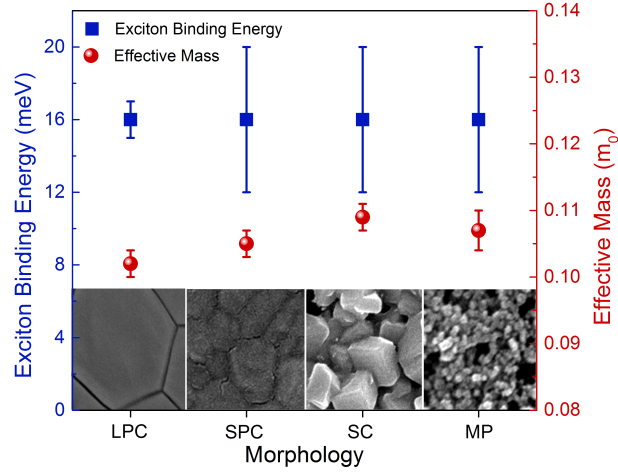 Exciton Binding Energy
Effective Mass
Exciton Binding Energy (meV)
20
16
12
8
4
0
0.14
0.13
0.12
0.11
0.10
0.09
0.08
Effective Mass (m₀)
LPC SPC SC MP
Morphology